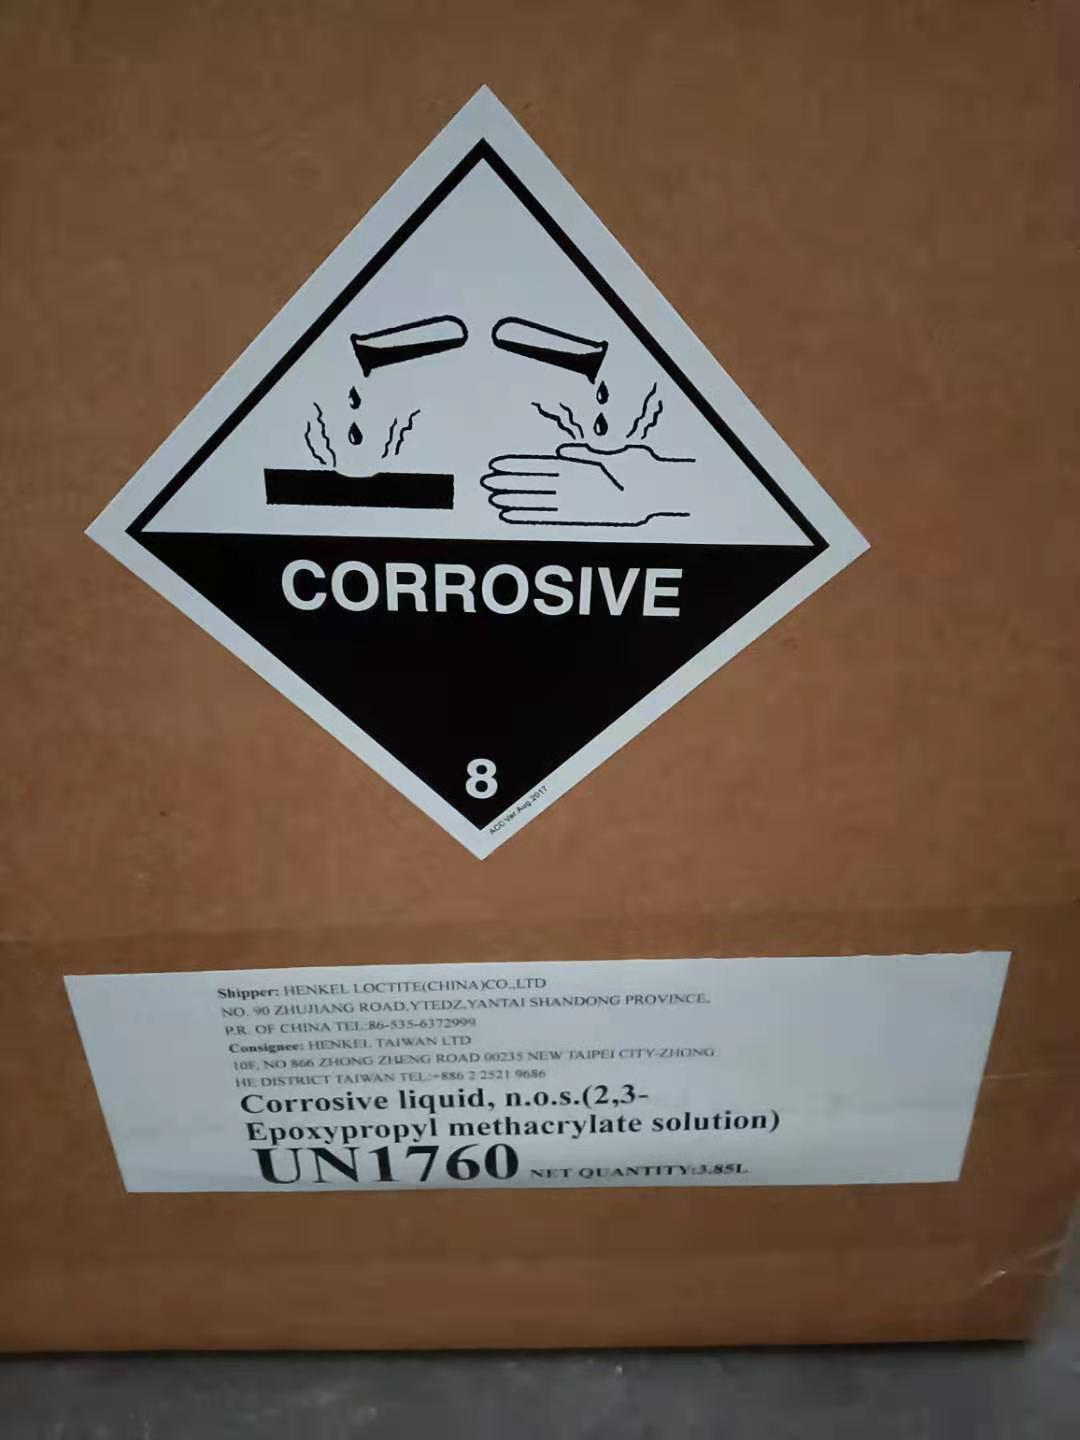 CORROSIVE
8
ACC Ver Aug 2017
Shipper: HENKEL LOCTITE(CHINA)CO.,LTD
NO. 90 ZHUJIANG ROAD,YTEDZ,YANTAI SHANDONG PROVINCE,
P.R. OF CHINA TEL:86-535-6372999
Consignee: HENKEL TAIWAN LTD
10F, NO 866 ZHONG ZHENG ROAD 00235 NEW TAIPEI CITY-ZHONG
HE DISTRICT TAIWAN TEL:+886 2 2521 9686
Corrosive liquid, n.o.s.(2,3-
Epoxypropyl methacrylate solution)
UN1760 NET QUANTITY:3.85L